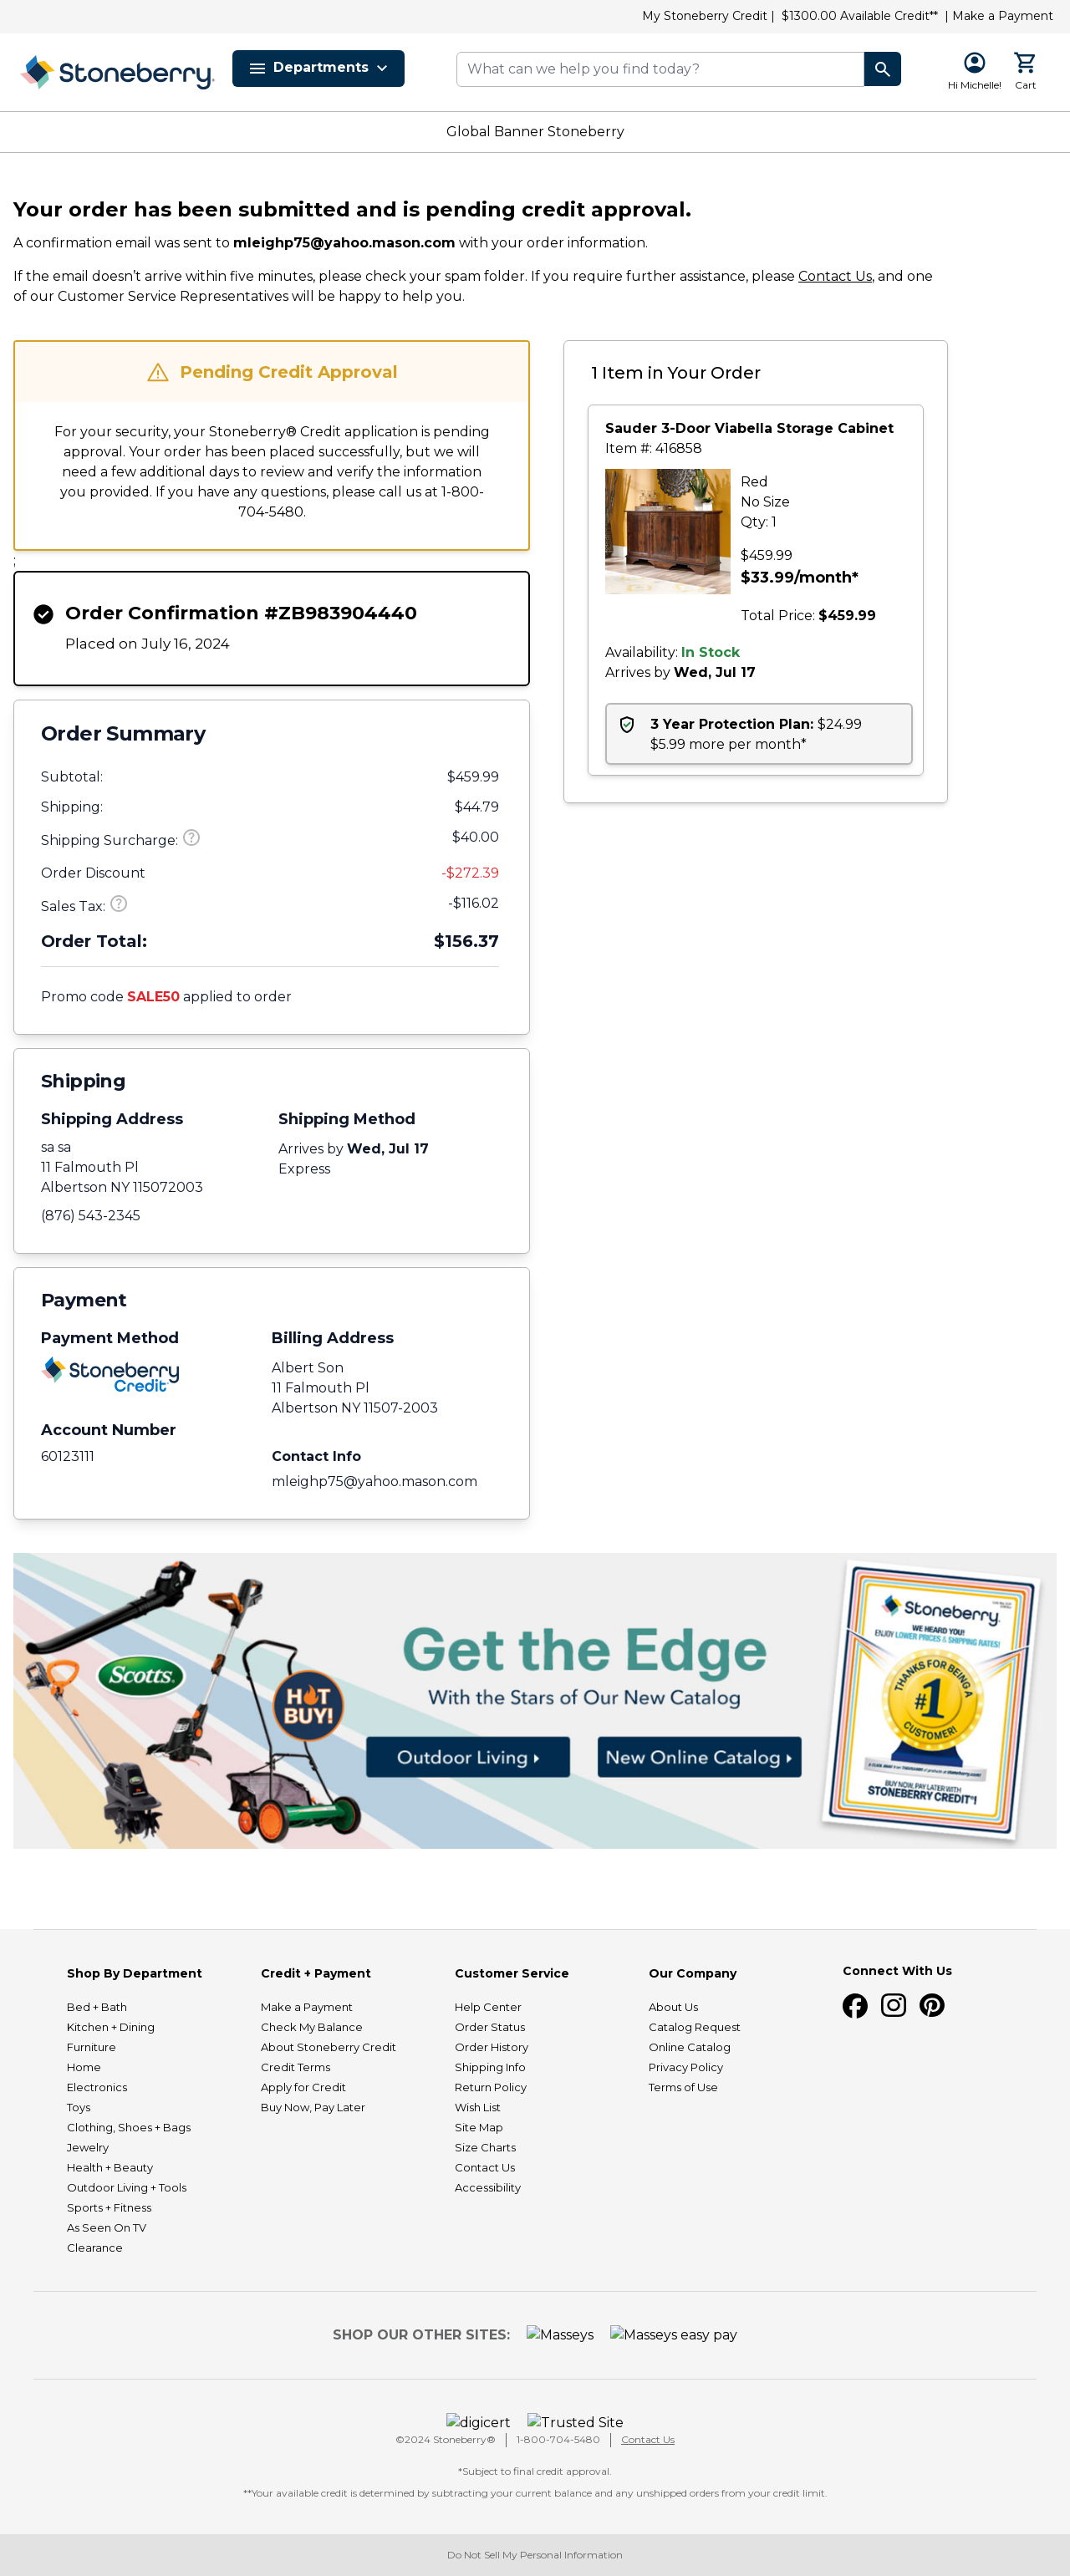 My Stoneberry Credit | $1300.00 Available Credit** | Make a Payment
Stoneberry
Departments
What can we help you find today?
Hi Michelle!
Cart
Global Banner Stoneberry
Your order has been submitted and is pending credit approval.
A confirmation email was sent to mleighp75@yahoo.mason.com with your order information.
If the email doesn’t arrive within five minutes, please check your spam folder. If you require further assistance, please Contact Us, and one
of our Customer Service Representatives will be happy to help you.
Pending Credit Approval
For your security, your Stoneberry® Credit application is pending
approval. Your order has been placed successfully, but we will
need a few additional days to review and verify the information
you provided. If you have any questions, please call us at 1-800-
704-5480.
;
Order Confirmation #ZB983904440
Placed on July 16, 2024
Order Summary
Subtotal: $459.99
Shipping: $44.79
Shipping Surcharge: $40.00
Order Discount -$272.39
Sales Tax: -$116.02
Order Total: $156.37
Promo code SALE50 applied to order
Shipping
Shipping Address
sa sa
11 Falmouth Pl
Albertson NY 115072003
(876) 543-2345
Shipping Method
Arrives by Wed, Jul 17
Express
Payment
Payment Method
Stoneberry
Credit
Account Number
60123111
Billing Address
Albert Son
11 Falmouth Pl
Albertson NY 11507-2003
Contact Info
mleighp75@yahoo.mason.com
1 Item in Your Order
Sauder 3-Door Viabella Storage Cabinet
Item #: 416858
Red
No Size
Qty: 1
$459.99
$33.99/month*
Total Price: $459.99
Availability: In Stock
Arrives by Wed, Jul 17
3 Year Protection Plan: $24.99
$5.99 more per month*
Scotts
HOT
BUY!
Get the Edge
With the Stars of Our New Catalog
Outdoor Living
New Online Catalog
Stoneberry
WE HEARD YOU!
ENJOY LOWER PRICES & SHIPPING RATES!
THANKS FOR BEING A
#1
CUSTOMER!
BUY NOW, PAY LATER WITH
STONEBERRY CREDIT*!
Shop By Department
Bed + Bath
Kitchen + Dining
Furniture
Home
Electronics
Toys
Clothing, Shoes + Bags
Jewelry
Health + Beauty
Outdoor Living + Tools
Sports + Fitness
As Seen On TV
Clearance
Credit + Payment
Make a Payment
Check My Balance
About Stoneberry Credit
Credit Terms
Apply for Credit
Buy Now, Pay Later
Customer Service
Help Center
Order Status
Order History
Shipping Info
Return Policy
Wish List
Site Map
Size Charts
Contact Us
Accessibility
Our Company
About Us
Catalog Request
Online Catalog
Privacy Policy
Terms of Use
Connect With Us
SHOP OUR OTHER SITES: Masseys Masseys easy pay
digicert Trusted Site
©2024 Stoneberry® | 1-800-704-5480 | Contact Us
*Subject to final credit approval.
**Your available credit is determined by subtracting your current balance and any unshipped orders from your credit limit.
Do Not Sell My Personal Information